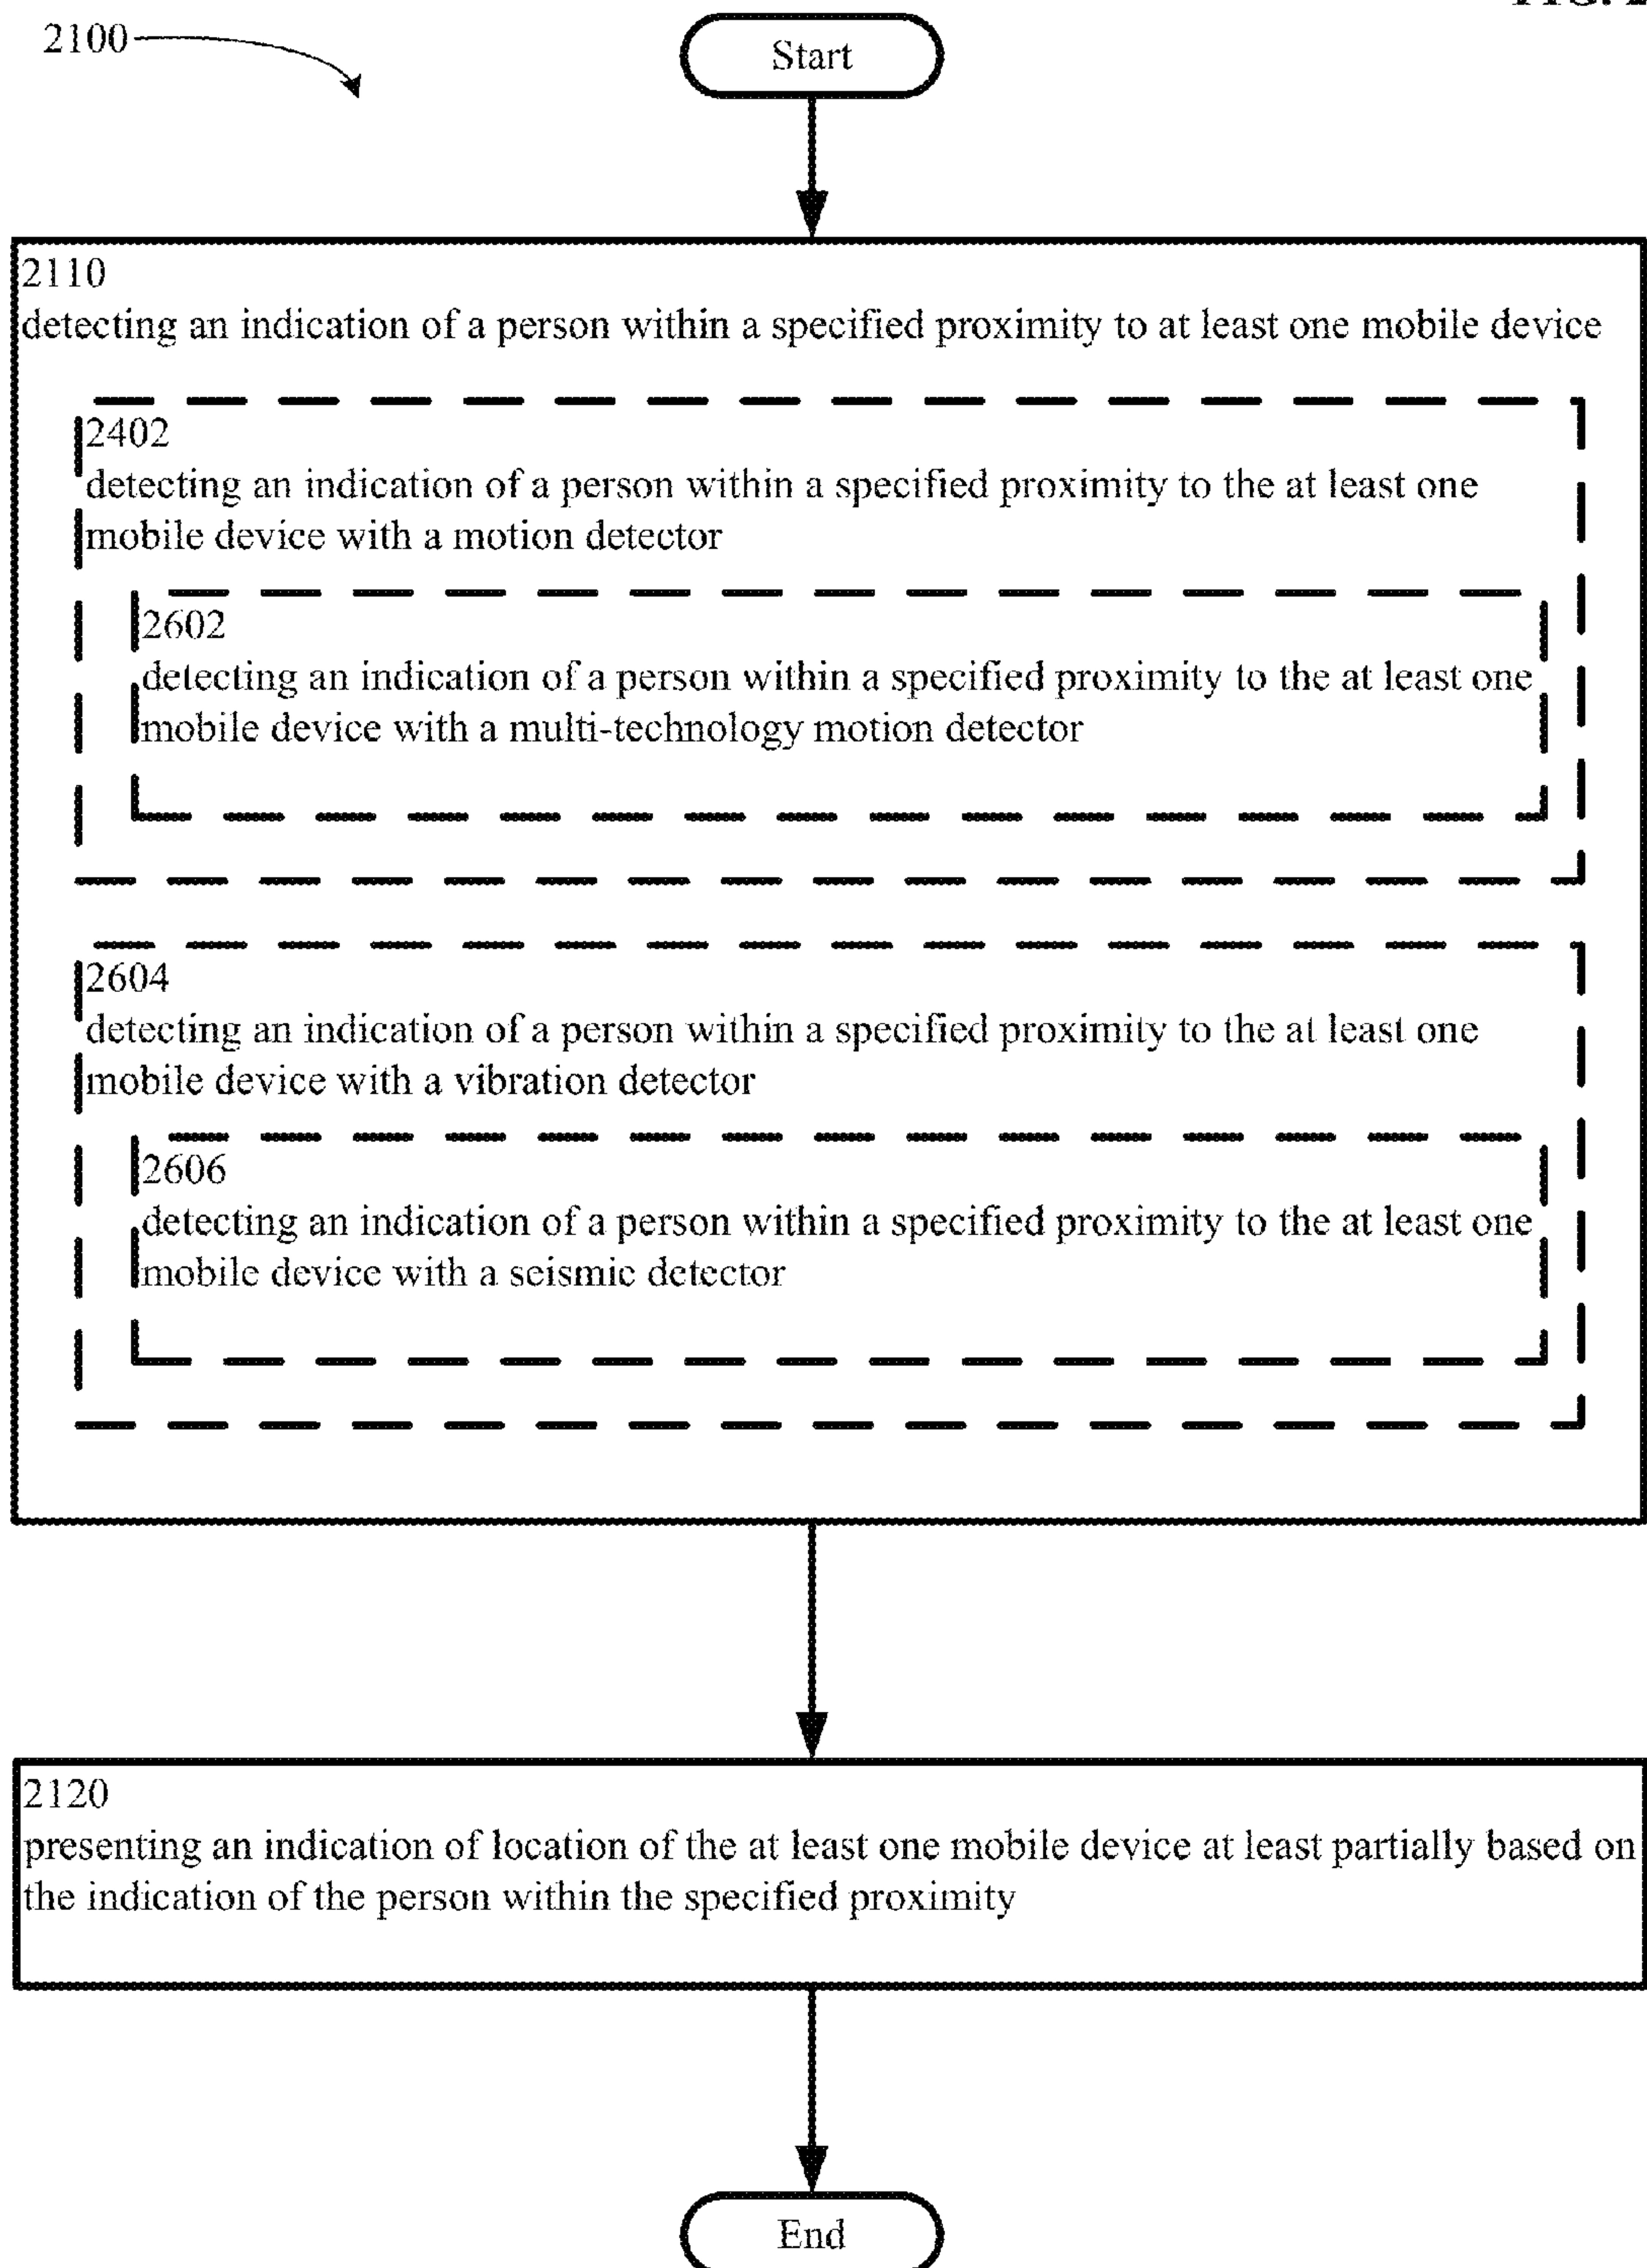 2100
Start
2110
detecting an indication of a person within a specified proximity to at least one mobile device
2402
detecting an indication of a person within a specified proximity to the at least one
mobile device with a motion detector
2602
detecting an indication of a person within a specified proximity to the at least one
mobile device with a multi-technology motion detector
2604
detecting an indication of a person within a specified proximity to the at least one
mobile device with a vibration detector
2606
detecting an indication of a person within a specified proximity to the at least one
mobile device with a seismic detector
2120
presenting an indication of location of the at least one mobile device at least partially based on
the indication of the person within the specified proximity
End